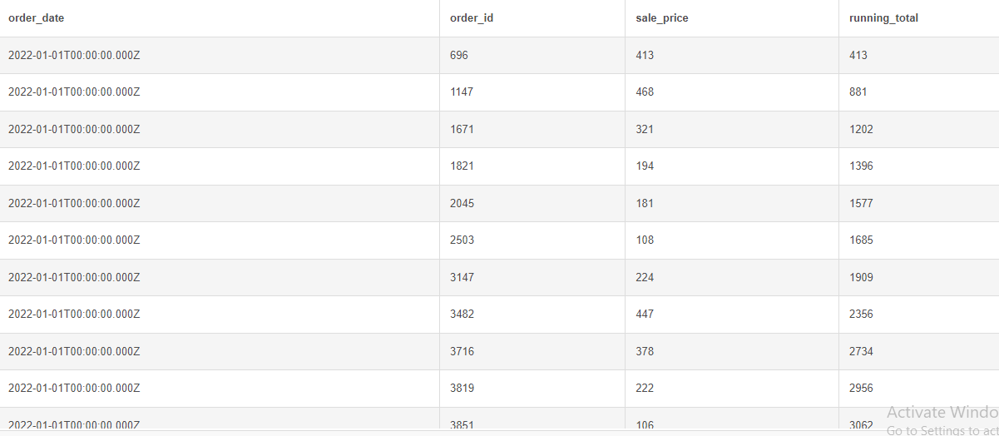 order_date order_id sale_price running_total
2022-01-01T00:00:00.000Z 696 413 413
2022-01-01T00:00:00.000Z 1147 468 881
2022-01-01T00:00:00.000Z 1671 321 1202
2022-01-01T00:00:00.000Z 1821 194 1396
2022-01-01T00:00:00.000Z 2045 181 1577
2022-01-01T00:00:00.000Z 2503 108 1685
2022-01-01T00:00:00.000Z 3147 224 1909
2022-01-01T00:00:00.000Z 3482 447 2356
2022-01-01T00:00:00.000Z 3716 378 2734
2022-01-01T00:00:00.000Z 3819 222 2956
2022-01-01T00:00:00.000Z 3851 106 3062
Activate Windo
Go to Settings to act